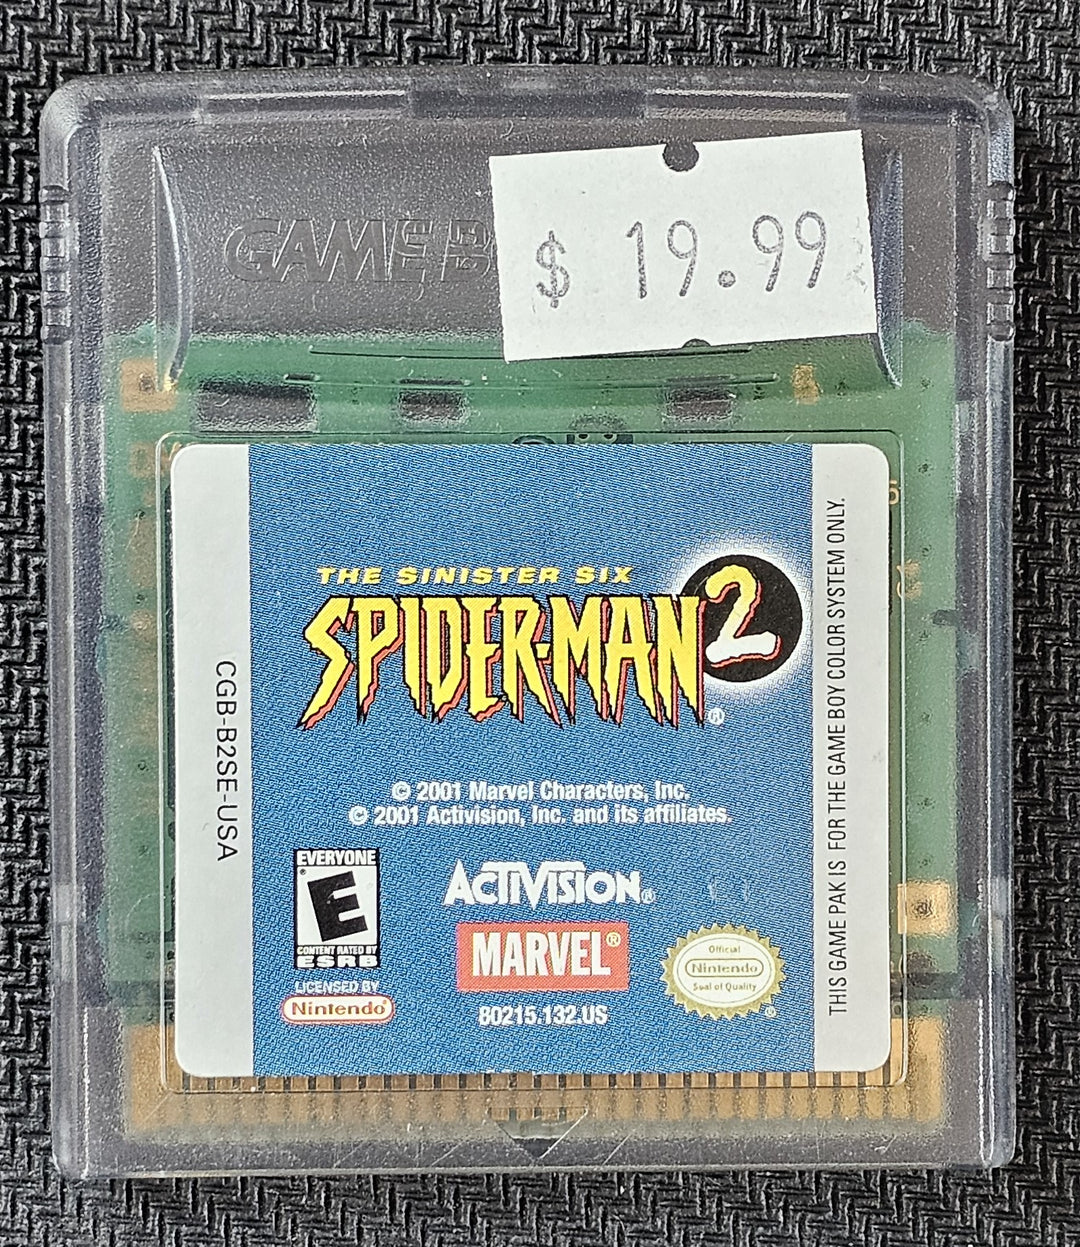 GAME B
$ 19.99
THE SINISTER SIX
SPIDER-MAN 2 ®
© 2001 Marvel Characters, Inc.
© 2001 Activision, Inc. and its affiliates.
EVERYONE
E ®
CONTENT RATED BY
ESRB
LICENSED BY
Nintendo®
ACTIVISION®
MARVEL®
80215.132.US
Official
Nintendo
Seal of Quality
®
CGB-B2SE-USA
THIS GAME PAK IS FOR THE GAME BOY COLOR SYSTEM ONLY.